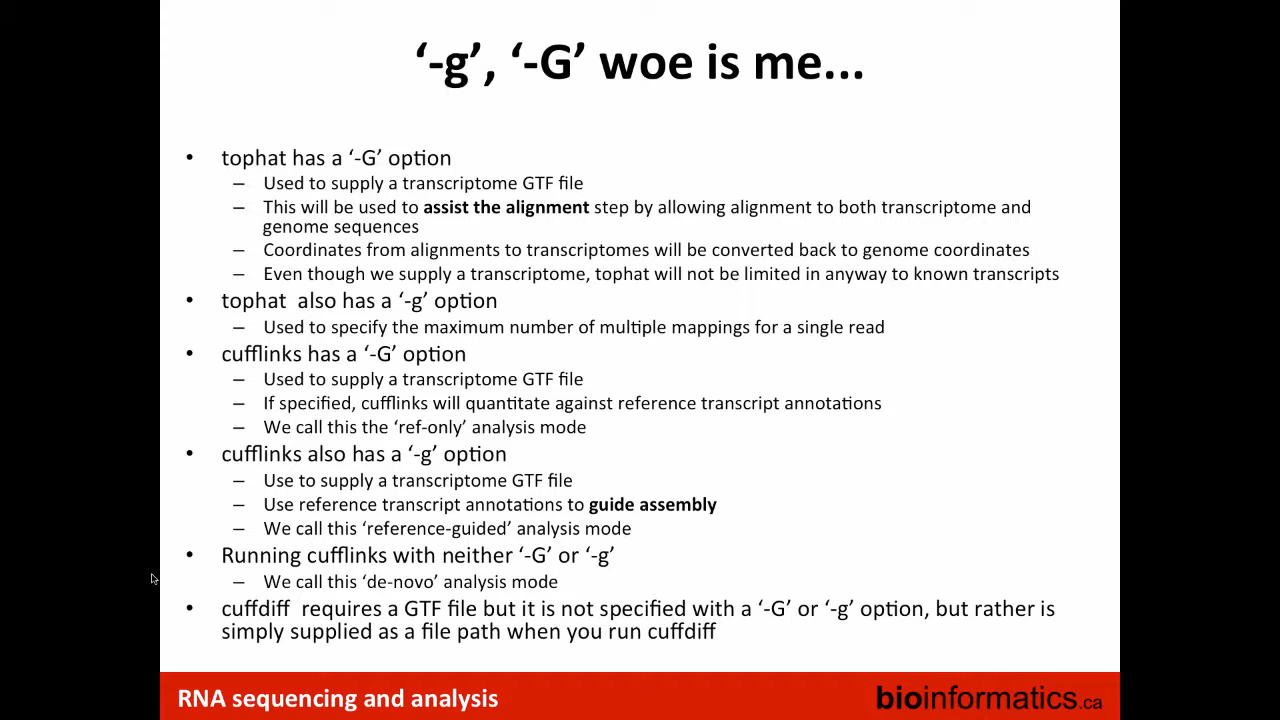 ‘-g’, ‘-G’ woe is me...
• tophat has a ‘-G’ option
– Used to supply a transcriptome GTF file
– This will be used to assist the alignment step by allowing alignment to both transcriptome and
genome sequences
– Coordinates from alignments to transcriptomes will be converted back to genome coordinates
– Even though we supply a transcriptome, tophat will not be limited in anyway to known transcripts
• tophat also has a ‘-g’ option
– Used to specify the maximum number of multiple mappings for a single read
• cufflinks has a ‘-G’ option
– Used to supply a transcriptome GTF file
– If specified, cufflinks will quantitate against reference transcript annotations
– We call this the ‘ref-only’ analysis mode
• cufflinks also has a ‘-g’ option
– Use to supply a transcriptome GTF file
– Use reference transcript annotations to guide assembly
– We call this ‘reference-guided’ analysis mode
• Running cufflinks with neither ‘-G’ or ‘-g’
– We call this ‘de-novo’ analysis mode
• cuffdiff requires a GTF file but it is not specified with a ‘-G’ or ‘-g’ option, but rather is
simply supplied as a file path when you run cuffdiff
RNA sequencing and analysis
bioinformatics.ca